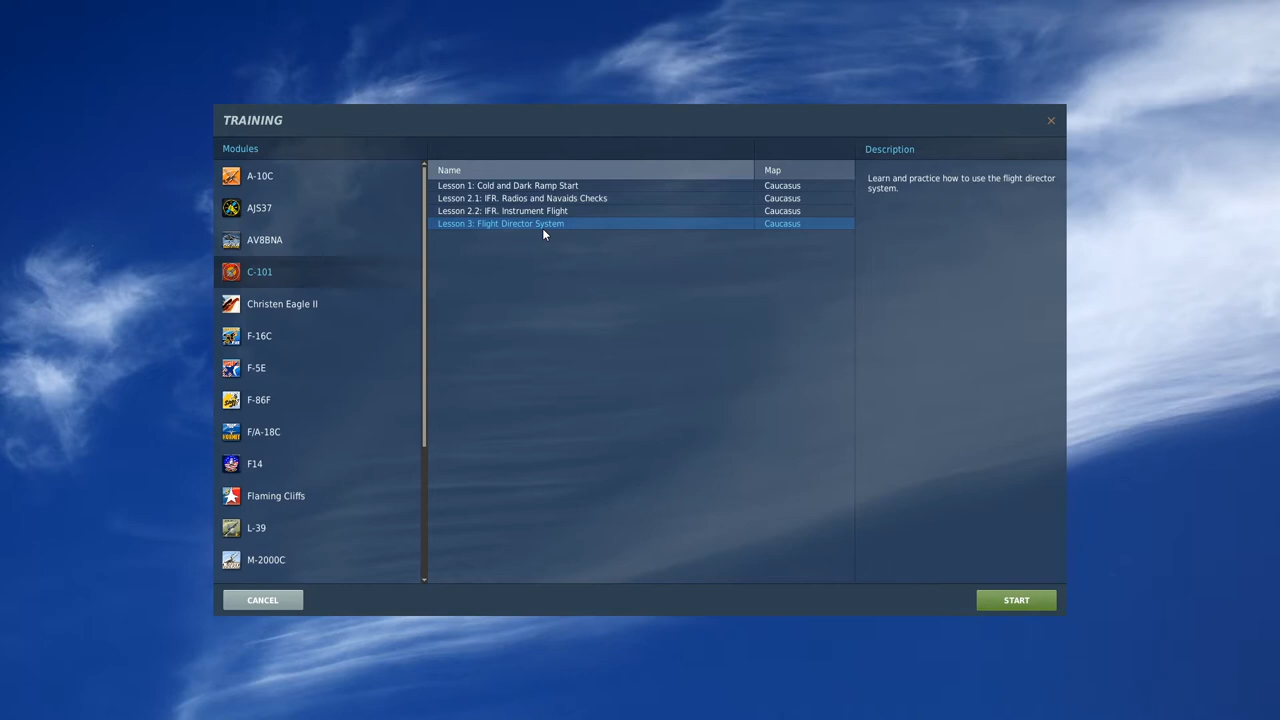 TRAINING
Modules
Description
A-10C
AJS37
AV8BNA
C-101
Christen Eagle II
F-16C
F-5E
F-86F
F/A-18C
F14
Flaming Cliffs
L-39
M-2000C
Name Map
Lesson 1: Cold and Dark Ramp Start Caucasus
Lesson 2.1: IFR. Radios and Navaids Checks Caucasus
Lesson 2.2: IFR. Instrument Flight Caucasus
Lesson 3: Flight Director System Caucasus
Learn and practice how to use the flight director
system.
CANCEL
START